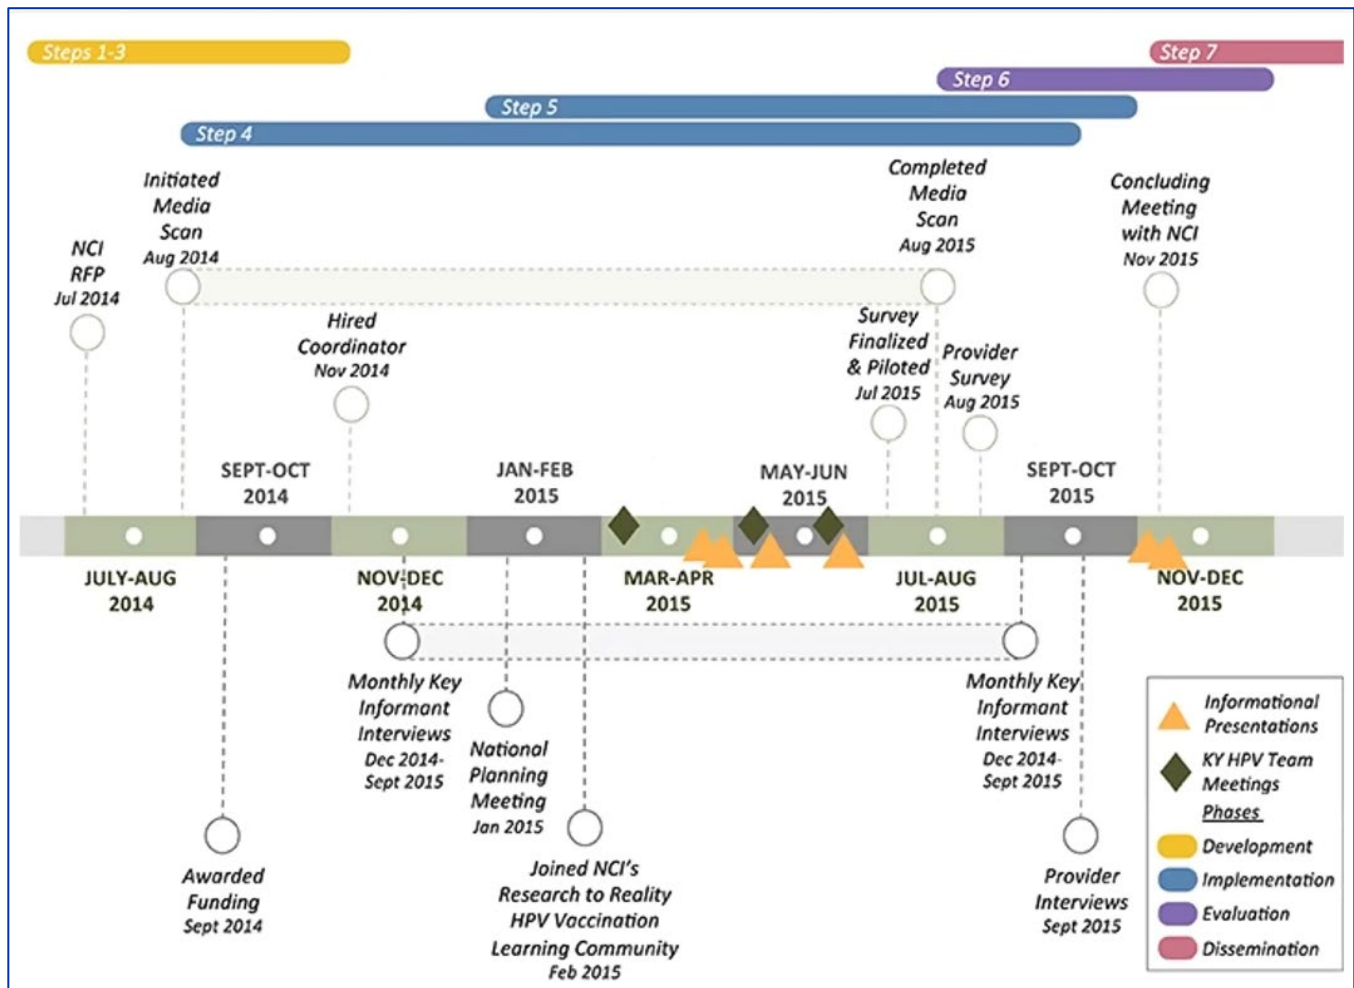 Steps 1-3
Step 7
Step 6
Step 5
Step 4
Initiated
Media
Scan
Aug 2014
Completed
Media
Scan
Aug 2015
Concluding
Meeting
with NCI
Nov 2015
NCI
RFP
Jul 2014
Hired
Coordinator
Nov 2014
Survey
Finalized
& Piloted
Jul 2015
Provider
Survey
Aug 2015
SEPT-OCT
2014
JAN-FEB
2015
MAY-JUN
2015
SEPT-OCT
2015
JULY-AUG
2014
NOV-DEC
2014
MAR-APR
2015
JUL-AUG
2015
NOV-DEC
2015
Monthly Key
Informant
Interviews
Dec 2014-
Sept 2015
National
Planning
Meeting
Jan 2015
Monthly Key
Informant
Interviews
Dec 2014-
Sept 2015
Awarded
Funding
Sept 2014
Joined NCI's
Research to Reality
HPV Vaccination
Learning Community
Feb 2015
Provider
Interviews
Sept 2015
Informational
Presentations
KY HPV Team
Meetings
Phases
Development
Implementation
Evaluation
Dissemination